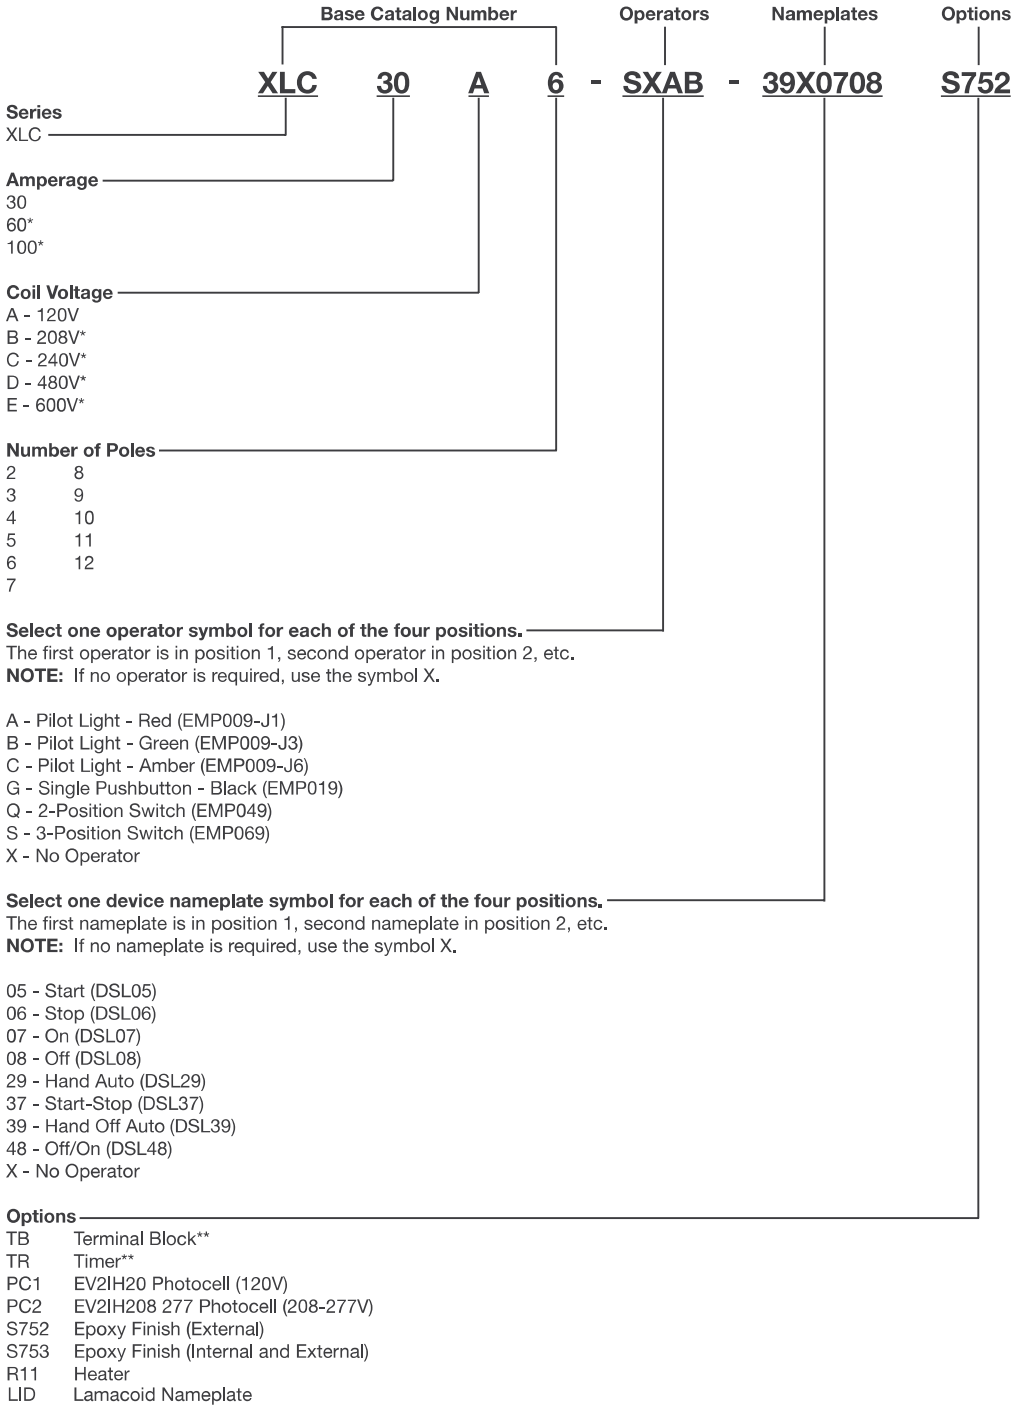 Base Catalog Number Operators Nameplates Options
XLC 30 A 6 - SXAB - 39X0708 S752
Series
XLC
Amperage
30
60*
100*
Coil Voltage
A - 120V
B - 208V*
C - 240V*
D - 480V*
E - 600V*
Number of Poles
2 8
3 9
4 10
5 11
6 12
7
Select one operator symbol for each of the four positions.
The first operator is in position 1, second operator in position 2, etc.
NOTE: If no operator is required, use the symbol X.
A - Pilot Light - Red (EMP009-J1)
B - Pilot Light - Green (EMP009-J3)
C - Pilot Light - Amber (EMP009-J6)
G - Single Pushbutton - Black (EMP019)
Q - 2-Position Switch (EMP049)
S - 3-Position Switch (EMP069)
X - No Operator
Select one device nameplate symbol for each of the four positions.
The first nameplate is in position 1, second nameplate in position 2, etc.
NOTE: If no nameplate is required, use the symbol X.
05 - Start (DSL05)
06 - Stop (DSL06)
07 - On (DSL07)
08 - Off (DSL08)
29 - Hand Auto (DSL29)
37 - Start-Stop (DSL37)
39 - Hand Off Auto (DSL39)
48 - Off/On (DSL48)
X - No Operator
Options
TB Terminal Block**
TR Timer**
PC1 EV2IH20 Photocell (120V)
PC2 EV2IH208 277 Photocell (208-277V)
S752 Epoxy Finish (External)
S753 Epoxy Finish (Internal and External)
R11 Heater
LID Lamacoid Nameplate